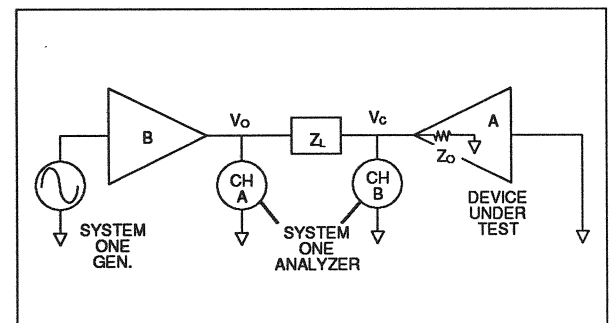 B
Vo
ZL
Vc
A
Zo
CH
A
CH
B
SYSTEM
ONE
GEN.
SYSTEM
ONE
ANALYZER
DEVICE
UNDER
TEST